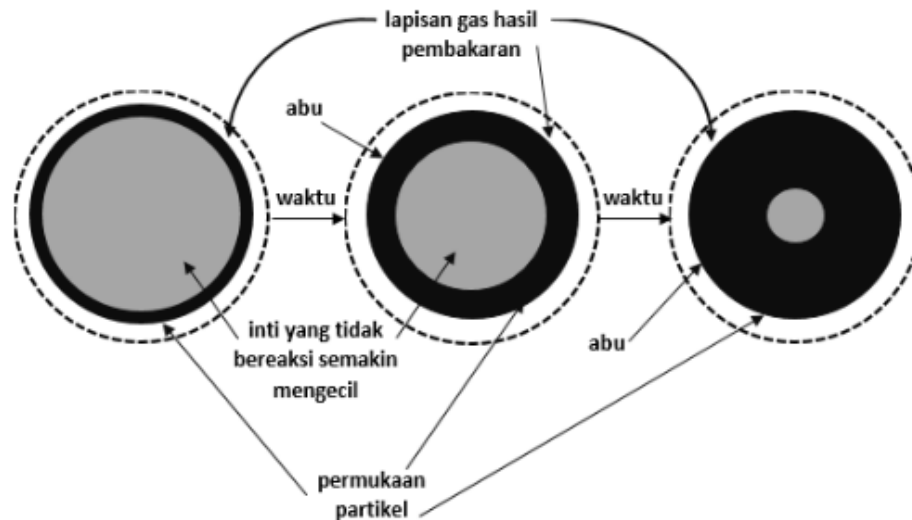 lapisan gas hasil
pembakaran
abu
waktu
waktu
inti yang tidak
bereaksi semakin
mengecil
abu
permukaan
partikel